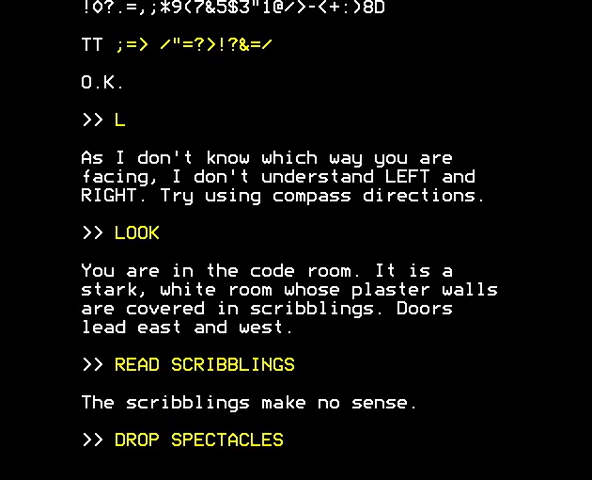 !0?.=,;*9(7&5$3"1@/>-<+:)8D
TT ;=> /"=?>!?&=/
O.K.
>> L
As I don't know which way you are
facing, I don't understand LEFT and
RIGHT. Try using compass directions.
>> LOOK
You are in the code room. It is a
stark, white room whose plaster walls
are covered in scribblings. Doors
lead east and west.
>> READ SCRIBBLINGS
The scribblings make no sense.
>> DROP SPECTACLES